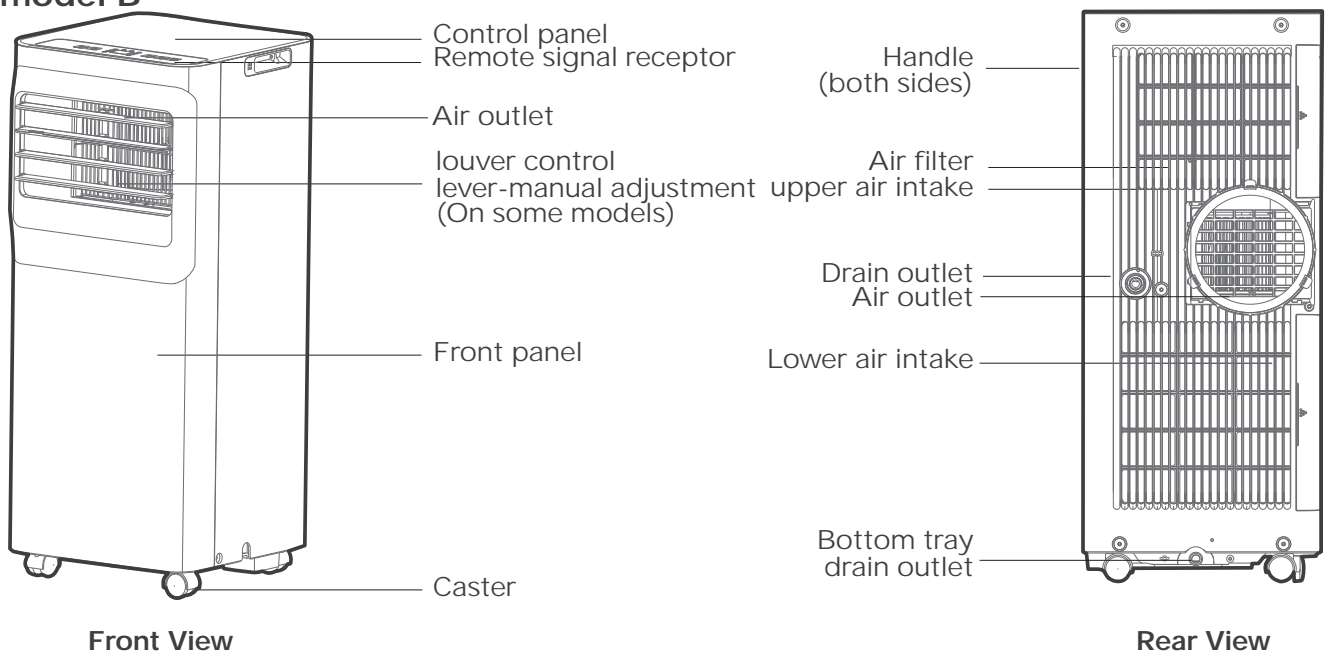 model B
Control panel
Remote signal receptor
Air outlet
louver control
lever-manual adjustment
(On some models)
Front panel
Caster
Front View
Handle
(both sides)
Air filter
upper air intake
Drain outlet
Air outlet
Lower air intake
Bottom tray
drain outlet
Rear View